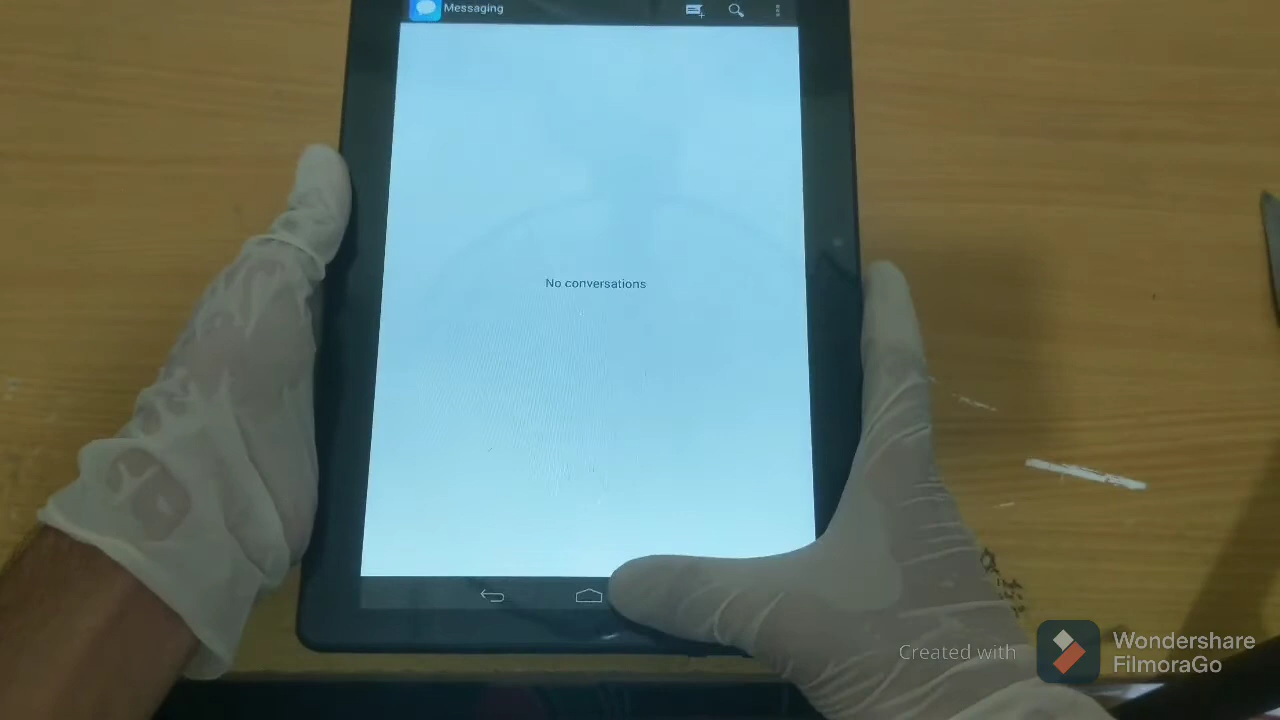 Messaging
No conversations
Created with
Wondershare
FilmoraGo